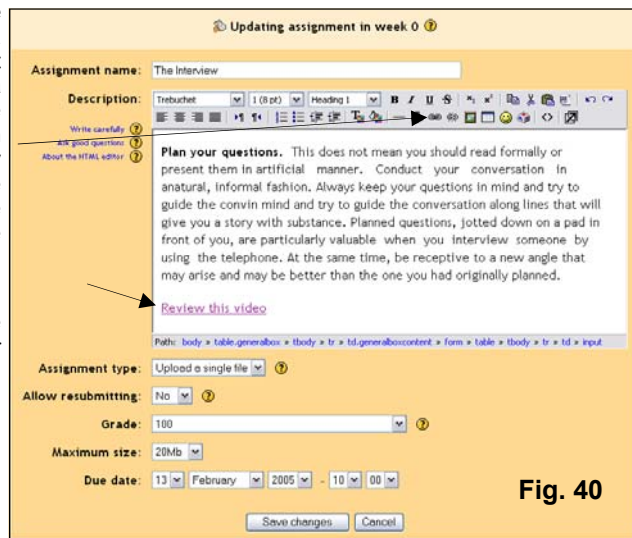 Updating assignment in week 0
Assignment name: The Interview
Description:
Trebuchet 1 (8 pt) Heading 1 B I U S
Write carefully
Ask good questions
About the HTML editor
Plan your questions. This does not mean you should read formally or
present them in artificial manner. Conduct your conversation in
anatural, informal fashion. Always keep your questions in mind and try to
guide the convin mind and try to guide the conversation along lines that will
give you a story with substance. Planned questions, jotted down on a pad in
front of you, are particularly valuable when you interview someone by
using the telephone. At the same time, be receptive to a new angle that
may arise and may be better than the one you had originally planned.
Review this video
Path: body » table.generalbox » tbody » tr » td.generalboxcontent » form » table » tbody » tr » td » input
Assignment type: Upload a single file
Allow resubmitting: No
Grade: 100
Maximum size: 20Mb
Due date: 13 February 2005 - 10 00
Fig. 40
Save changes Cancel